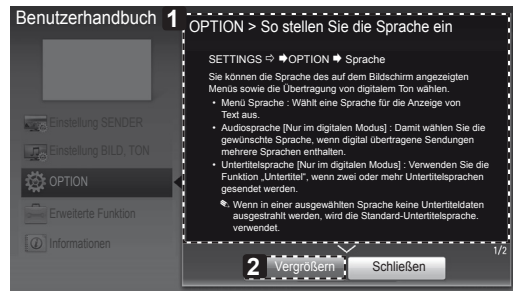 Benutzerhandbuch
1
OPTION > So stellen Sie die Sprache ein
SETTINGS ⇨ ➡OPTION ➡ Sprache
Sie können die Sprache des auf dem Bildschirm angezeigten
Menüs sowie die Übertragung von digitalem Ton wählen.
• Menü Sprache : Wählt eine Sprache für die Anzeige von
Text aus.
• Audiosprache [Nur im digitalen Modus] : Damit wählen Sie die
gewünschte Sprache, wenn digital übertragene Sendungen
mehrere Sprachen enthalten.
• Untertitelsprache [Nur im digitalen Modus] : Verwenden Sie die
Funktion „Untertitel", wenn zwei oder mehr Untertitelsprachen
gesendet werden.
Wenn in einer ausgewählten Sprache keine Untertiteldaten
ausgestrahlt werden, wird die Standard-Untertitelsprache.
verwendet.
Einstellung SENDER
Einstellung BILD, TON
OPTION
Erweiterte Funktion
Informationen
1/2
2
Vergrößern
Schließen